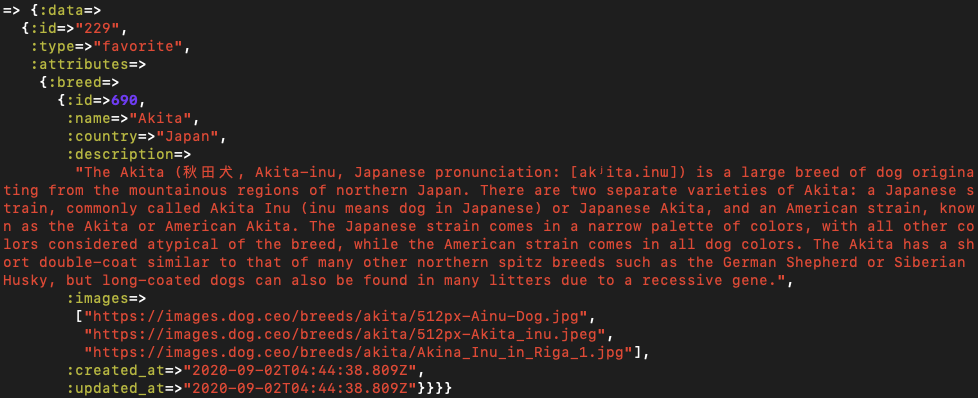 => {:data=>
{:id=>"229",
:type=>"favorite",
:attributes=>
{:breed=>
{:id=>690,
:name=>"Akita",
:country=>"Japan",
:description=>
"The Akita (秋田犬, Akita-inu, Japanese pronunciation: [akʲita.inɯ]) is a large breed of dog origina
ting from the mountainous regions of northern Japan. There are two separate varieties of Akita: a Japanese s
train, commonly called Akita Inu (inu means dog in Japanese) or Japanese Akita, and an American strain, know
n as the Akita or American Akita. The Japanese strain comes in a narrow palette of colors, with all other co
lors considered atypical of the breed, while the American strain comes in all dog colors. The Akita has a sh
ort double-coat similar to that of many other northern spitz breeds such as the German Shepherd or Siberian
Husky, but long-coated dogs can also be found in many litters due to a recessive gene.",
:images=>
["https://images.dog.ceo/breeds/akita/512px-Ainu-Dog.jpg",
"https://images.dog.ceo/breeds/akita/512px-Akita_inu.jpeg",
"https://images.dog.ceo/breeds/akita/Akina_Inu_in_Riga_1.jpg"],
:created_at=>"2020-09-02T04:44:38.809Z",
:updated_at=>"2020-09-02T04:44:38.809Z"}}}}